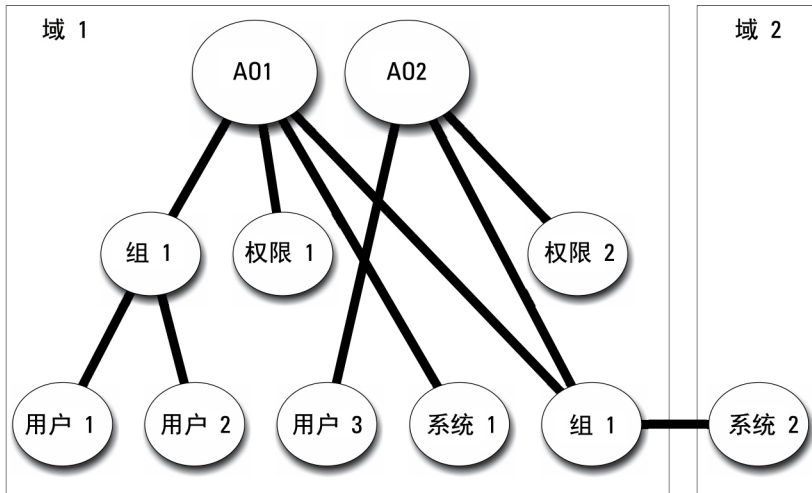 域 1
域 2
A01
A02
组 1
权限 1
权限 2
用户 1
用户 2
用户 3
系统 1
组 1
系统 2